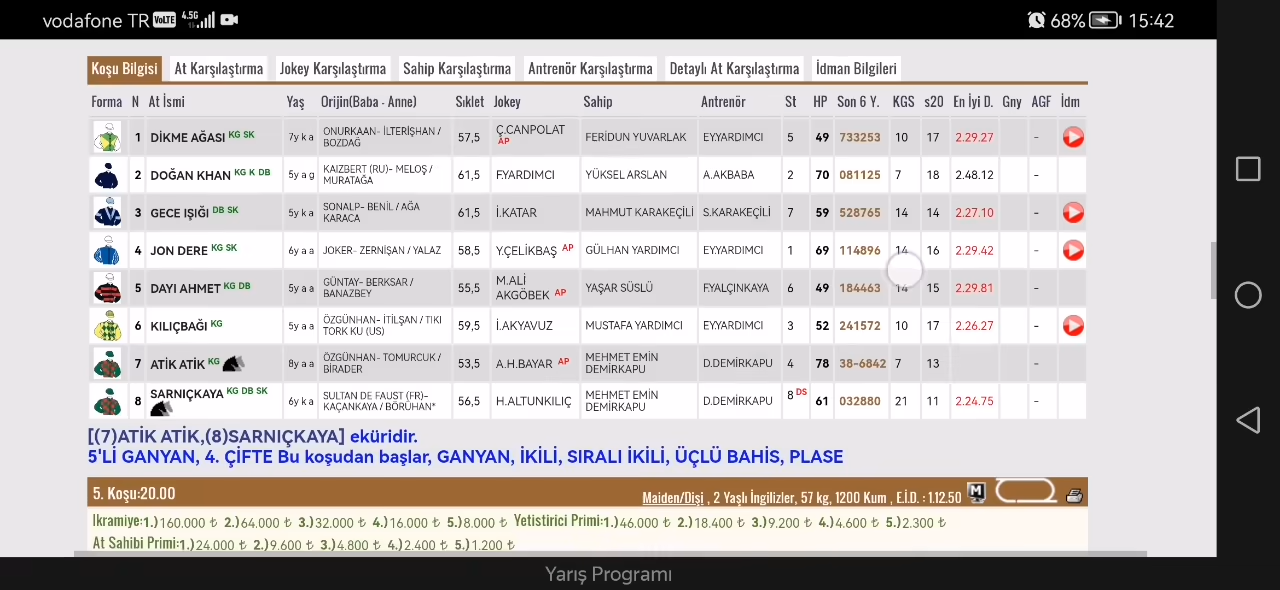 vodafone TR VoLTE 4.5G 68% 15:42
Koşu Bilgisi At Karşılaştırma Jokey Karşılaştırma Sahip Karşılaştırma Antrenör Karşılaştırma Detaylı At Karşılaştırma İdman Bilgileri
Forma N At İsmi Yaş Orijin(Baba - Anne) Sıklet Jokey Sahip Antrenör St HP Son 6 Y. KGS s20 En İyi D. Gny AGF İdm
1 DİKME AĞASI KG SK 7y k a ONURKAAN- İLTERİŞHAN / BOZDAĞ 57,5 Ç.CANPOLAT AP FERİDUN YUVARLAK EY.YARDIMCI 5 49 733253 10 17 2.29.27 -
2 DOĞAN KHAN KG K DB 5y a g KAIZBERT (RU)- MELOŞ / MURATAĞA 61,5 F.YARDIMCI YÜKSEL ARSLAN A.AKBABA 2 70 081125 7 18 2.48.12 -
3 GECE IŞIĞI DB SK 5y k a SONALP- BENİL / AĞA KARACA 61,5 İ.KATAR MAHMUT KARAKEÇİLİ S.KARAKEÇİLİ 7 59 528765 14 14 2.27.10 -
4 JON DERE KG SK 6y a a JOKER- ZERNİŞAN / YALAZ 58,5 Y.ÇELİKBAŞ AP GÜLHAN YARDIMCI EY.YARDIMCI 1 69 114896 14 16 2.29.42 -
5 DAYI AHMET KG DB 5y a a GÜNTAY- BERKSAR / BANAZBEY 55,5 M.ALİ AKGÖBEK AP YAŞAR SÜSLÜ F.YALÇINKAYA 6 49 184463 14 15 2.29.81 -
6 KILIÇBAĞI KG 5y a a ÖZGÜNHAN- İTİLŞAN / TIKI TORK KU (US) 59,5 İ.AKYAVUZ MUSTAFA YARDIMCI EY.YARDIMCI 3 52 241572 10 17 2.26.27 -
7 ATİK ATİK KG 8y a a ÖZGÜNHAN- TOMURCUK / BİRADER 53,5 A.H.BAYAR AP MEHMET EMİN DEMİRKAPU D.DEMİRKAPU 4 78 38-6842 7 13 -
8 SARNIÇKAYA KG DB SK 6y k a SULTAN DE FAUST (FR)- KAÇANKAYA / BÖRÜHAN* 56,5 H.ALTUNKILIÇ MEHMET EMİN DEMİRKAPU D.DEMİRKAPU 8 DS 61 032880 21 11 2.24.75 -
[(7)ATİK ATİK,(8)SARNIÇKAYA] eküridir.
5'Lİ GANYAN, 4. ÇİFTE Bu koşudan başlar, GANYAN, İKİLİ, SIRALI İKİLİ, ÜÇLÜ BAHİS, PLASE
5. Koşu:20.00 Maiden/Dişi , 2 Yaşlı İngilizler, 57 kg, 1200 Kum , E.İ.D. : 1.12.50 M
Ikramiye:1.)160.000 ₺ 2.)64.000 ₺ 3.)32.000 ₺ 4.)16.000 ₺ 5.)8.000 ₺ Yetistirici Primi:1.)46.000 ₺ 2.)18.400 ₺ 3.)9.200 ₺ 4.)4.600 ₺ 5.)2.300 ₺
At Sahibi Primi:1.)24.000 ₺ 2.)9.600 ₺ 3.)4.800 ₺ 4.)2.400 ₺ 5.)1.200 ₺
Yarış Programı